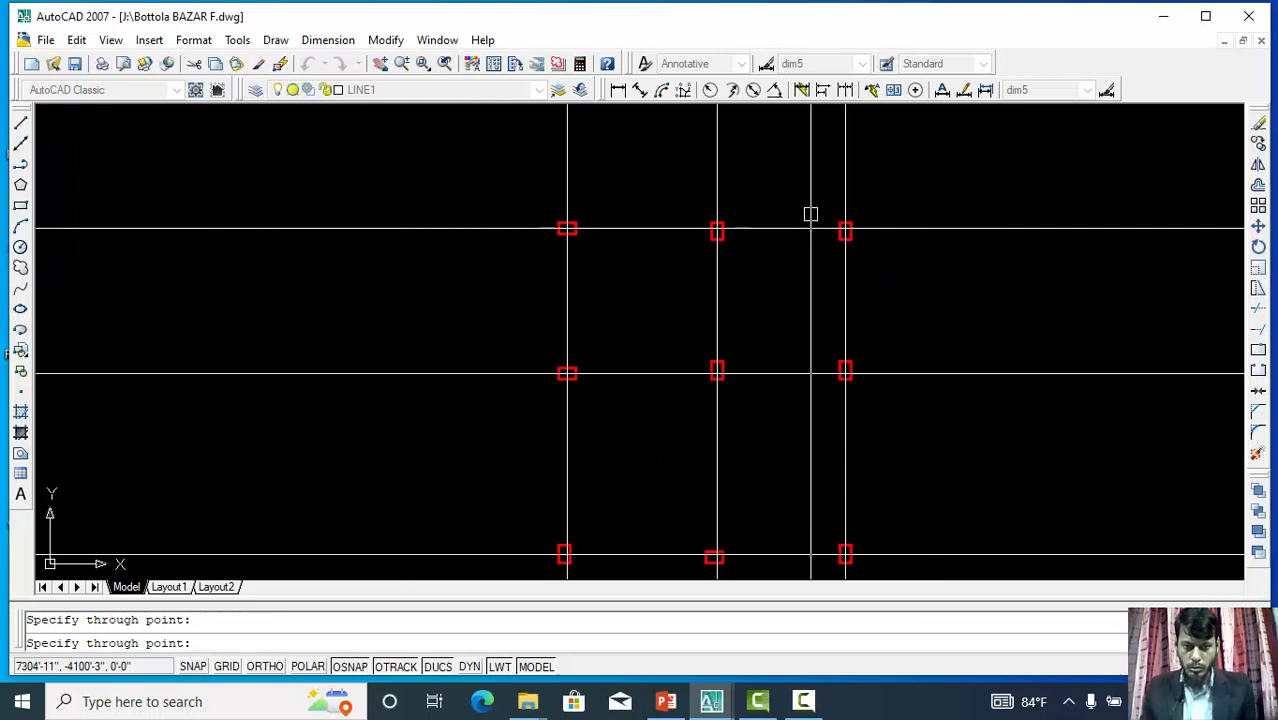 AutoCAD 2007 - [J:\Bottola BAZAR F.dwg]
File Edit View Insert Format Tools Draw Dimension Modify Window Help
Annotative dim5 Standard
AutoCAD Classic LINE1 dim5
A
Y
X
Model Layout1 Layout2
Specify through point:
Specify through point:
7304'-11", -4100'-3", 0'-0" SNAP GRID ORTHO POLAR OSNAP OTRACK DUCS DYN LWT MODEL
Type here to search 84°F